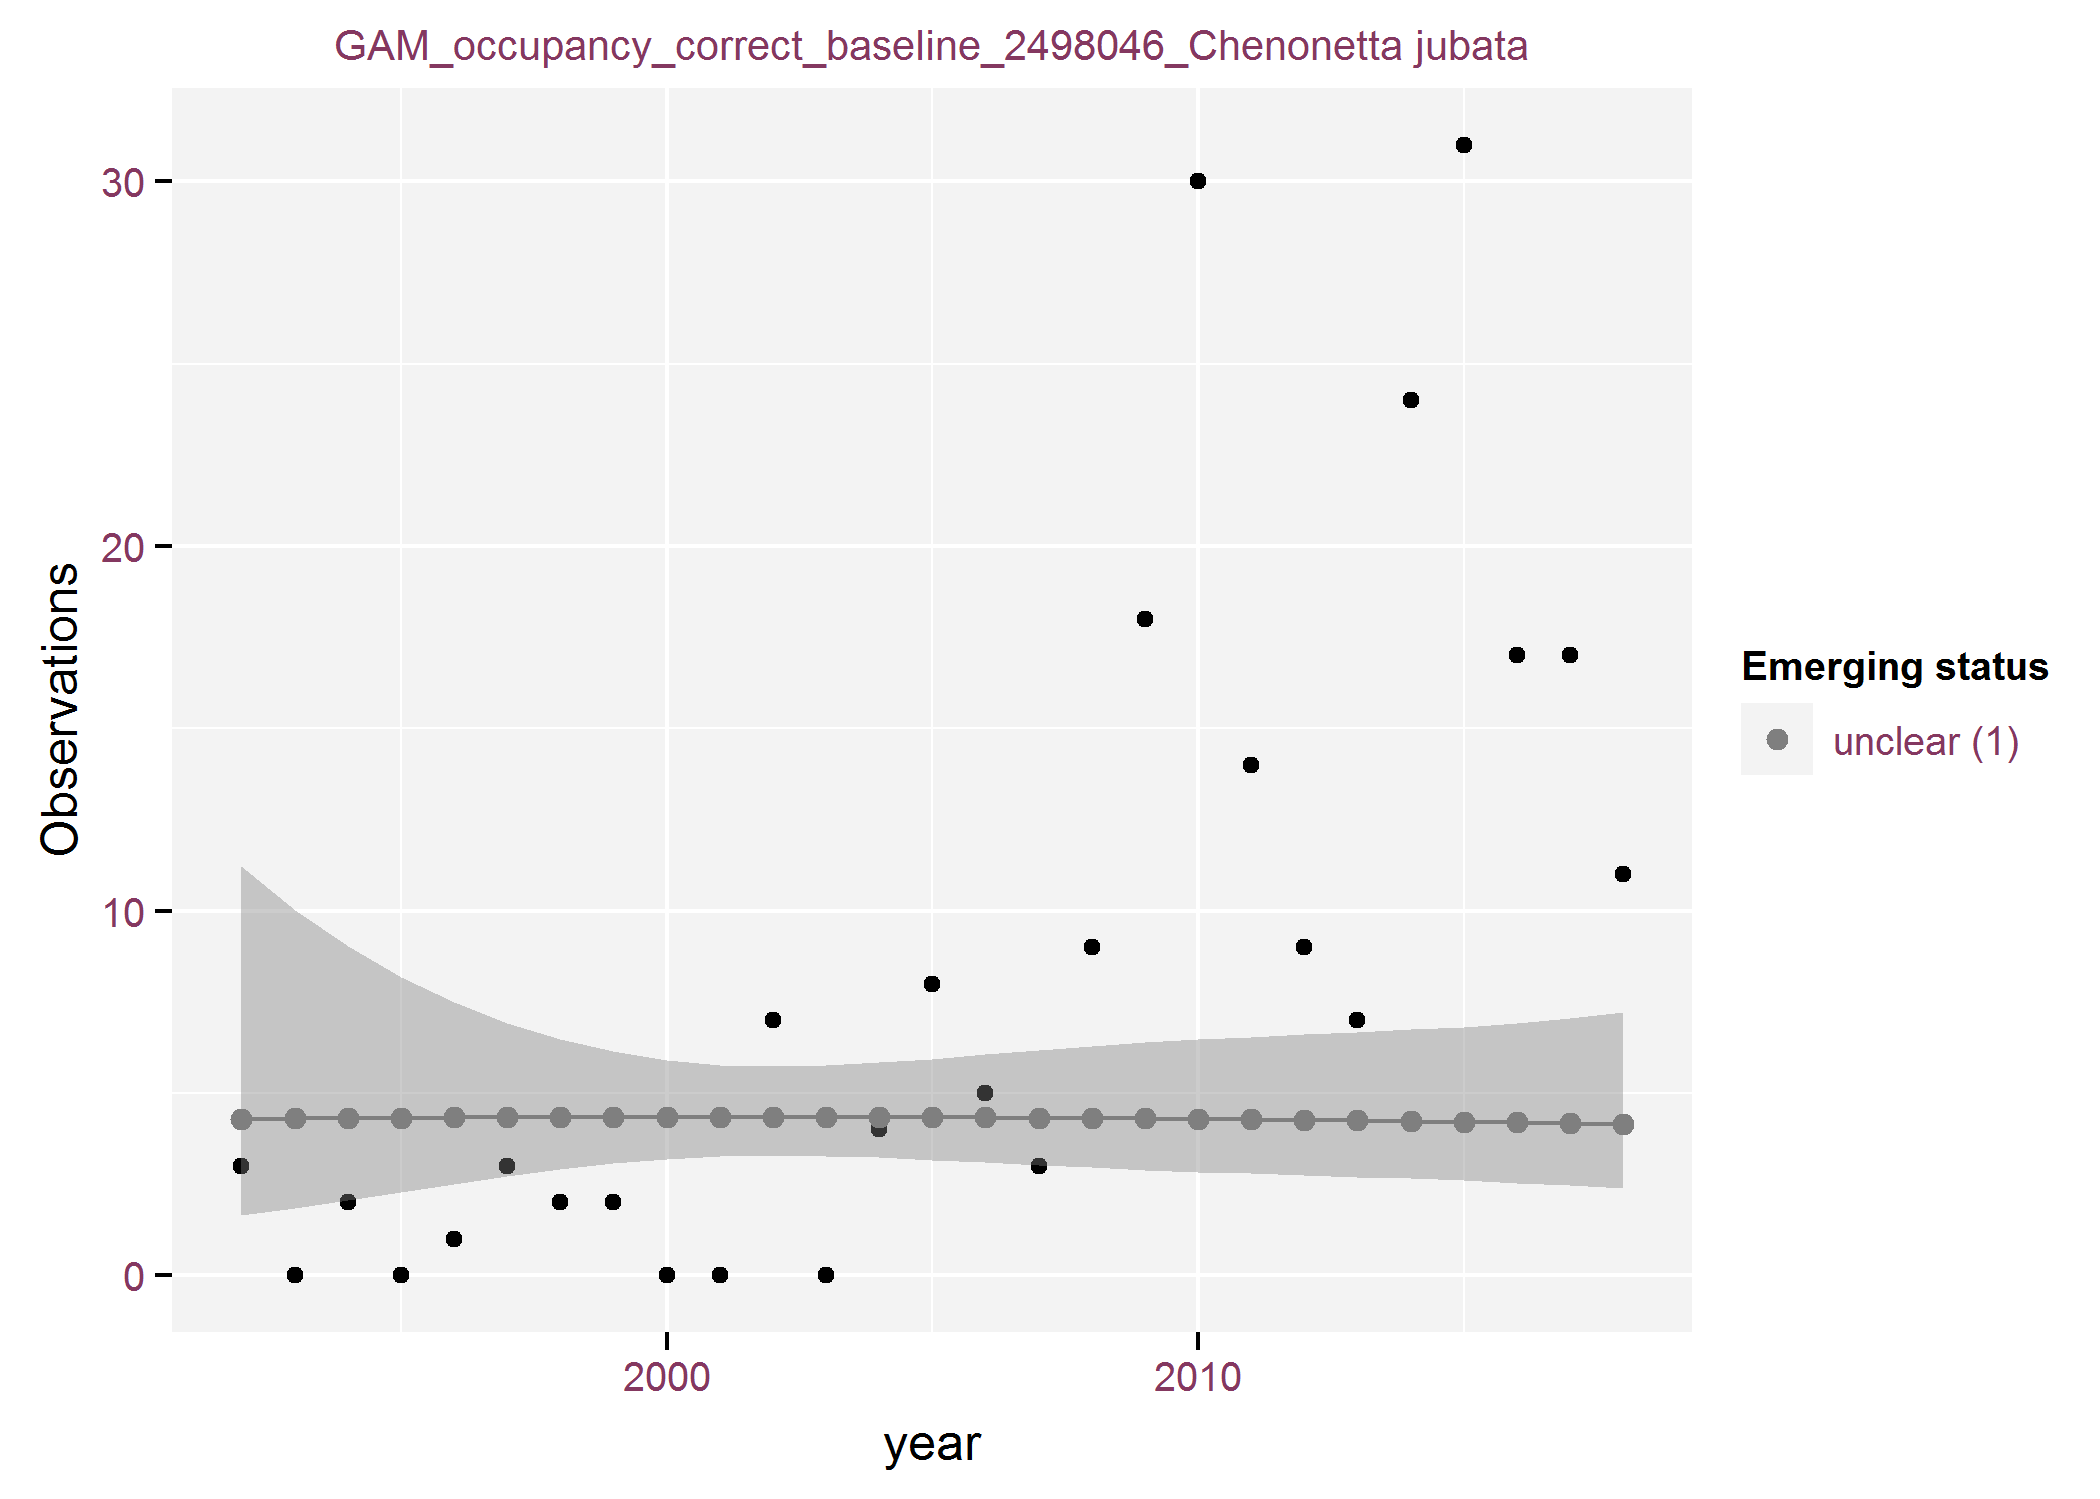 GAM_occupancy_correct_baseline_2498046_Chenonetta jubata
30
20
10
0
Observations
2000
2010
year
Emerging status
unclear (1)